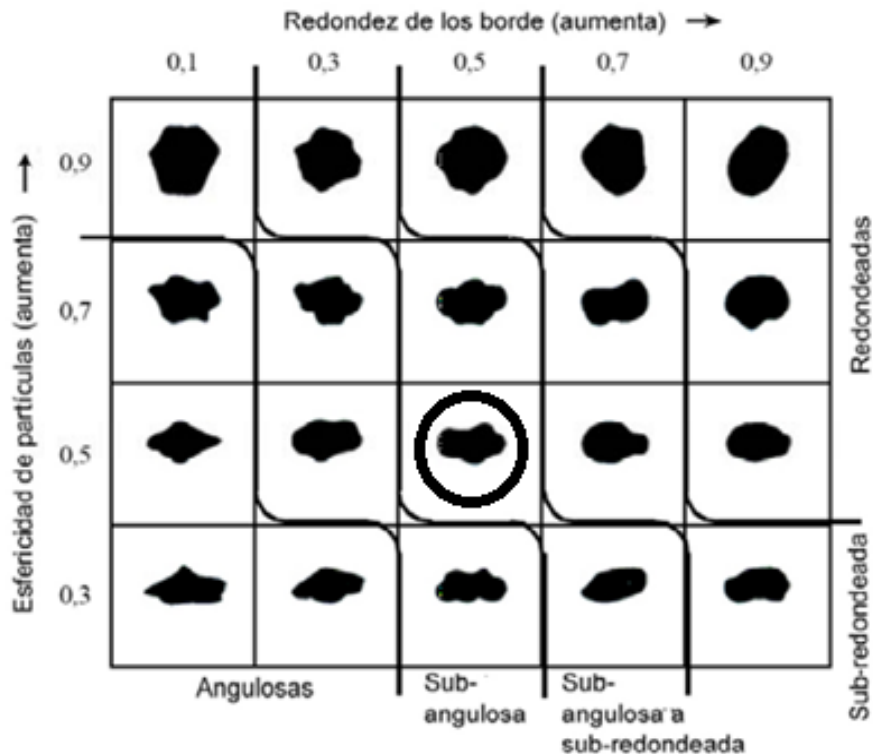 Redondez de los borde (aumenta) →
0,1 0,3 0,5 0,7 0,9
Esfericidad de partículas (aumenta) →
0,9
0,7
0,5
0,3
Redondeadas
Sub-redondeada
Angulosas
Sub-
angulosa
Sub-
angulosa a
sub-redondeada